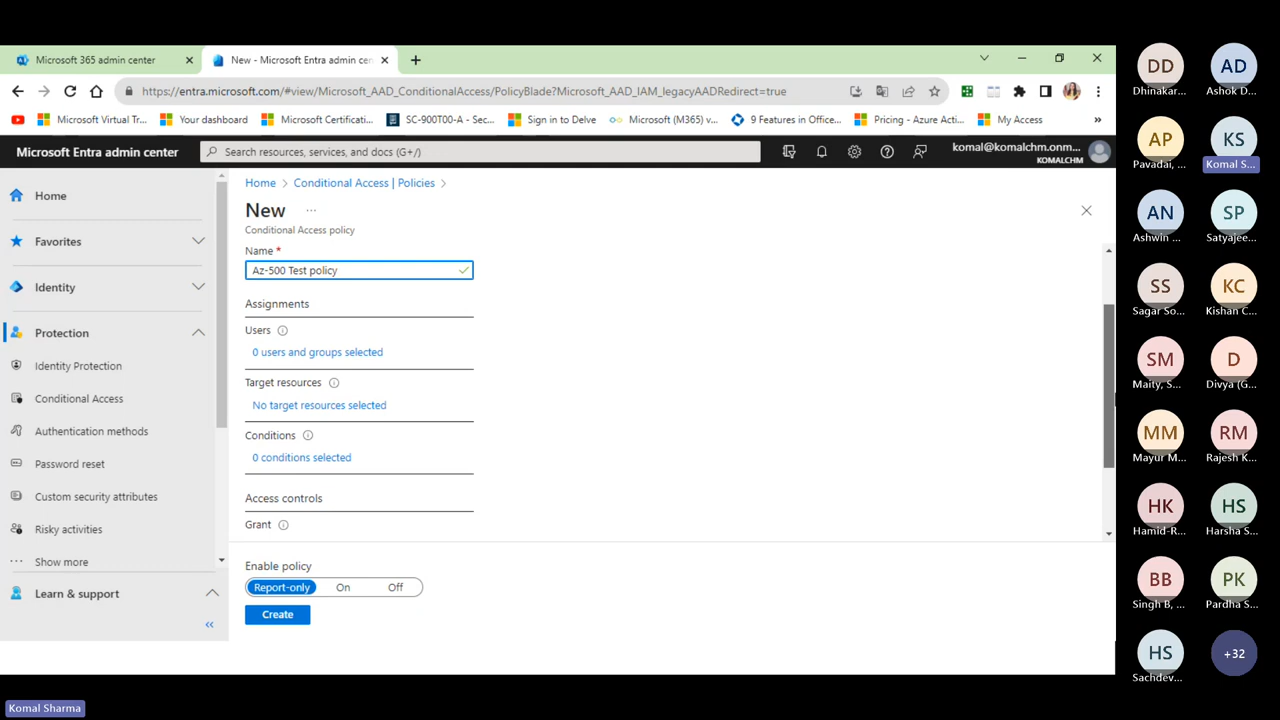 Microsoft 365 admin center
New - Microsoft Entra admin cen
https://entra.microsoft.com/#view/Microsoft_AAD_ConditionalAccess/PolicyBlade?Microsoft_AAD_IAM_legacyAADRedirect=true
Microsoft Virtual Tr...
Your dashboard
Microsoft Certificati...
SC-900T00-A - Sec...
Sign in to Delve
Microsoft (M365) v...
9 Features in Office...
Pricing - Azure Acti...
My Access
»
Microsoft Entra admin center
Search resources, services, and docs (G+/)
komal@komalchm.onm...
KOMALCHM
Home
Favorites
Identity
Protection
Identity Protection
Conditional Access
Authentication methods
Password reset
Custom security attributes
Risky activities
... Show more
Learn & support
«
Home > Conditional Access | Policies >
New ...
Conditional Access policy
Name *
Az-500 Test policy
Assignments
Users
0 users and groups selected
Target resources
No target resources selected
Conditions
0 conditions selected
Access controls
Grant
Enable policy
Report-only On Off
Create
DD
Dhinakar...
AD
Ashok D...
AP
Pavadai, ...
KS
Komal S...
AN
Ashwin ...
SP
Satyajee...
SS
Sagar So...
KC
Kishan C...
SM
Maity, S...
D
Divya (G...
MM
Mayur M...
RM
Rajesh K...
HK
Hamid-R...
HS
Harsha S...
BB
Singh B, ...
PK
Pardha S...
HS
Sachdev...
+32
Komal Sharma